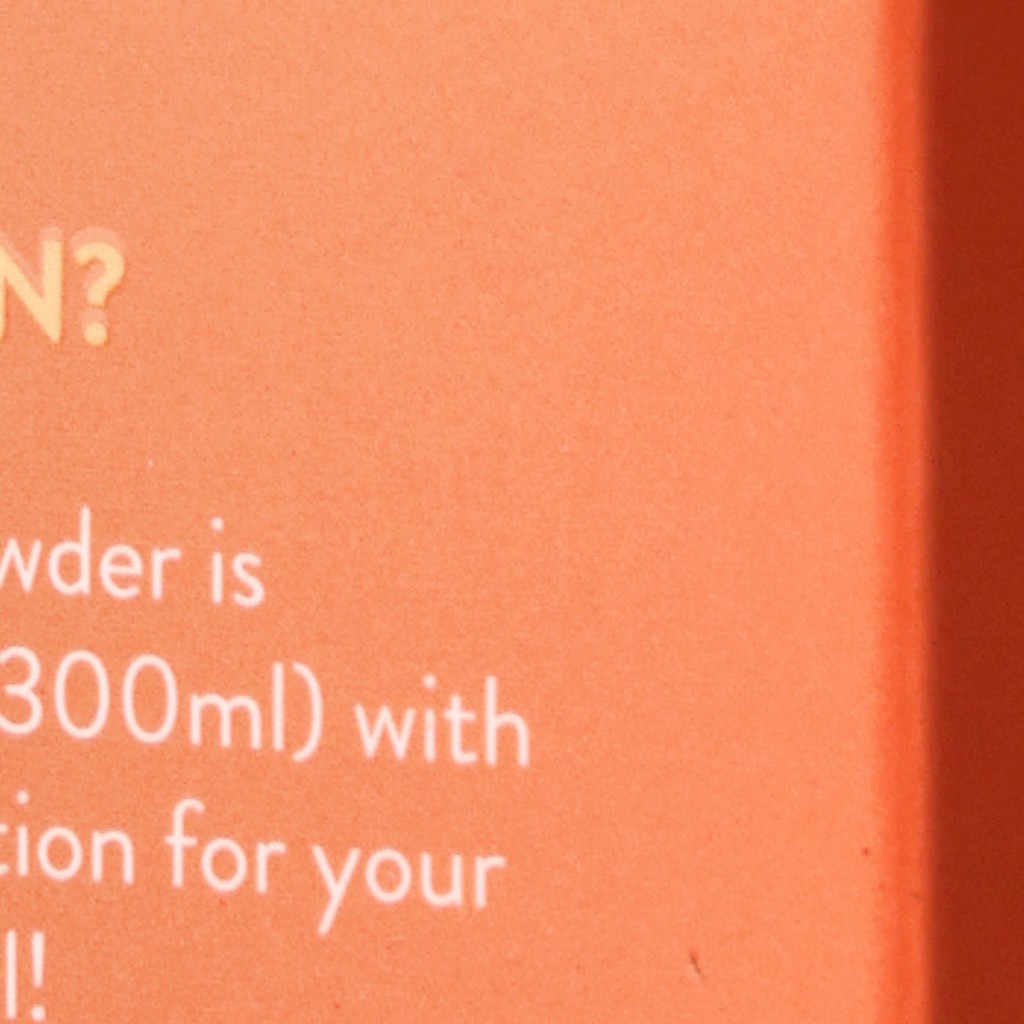 N?
wder is
300ml) with
tion for your
l!